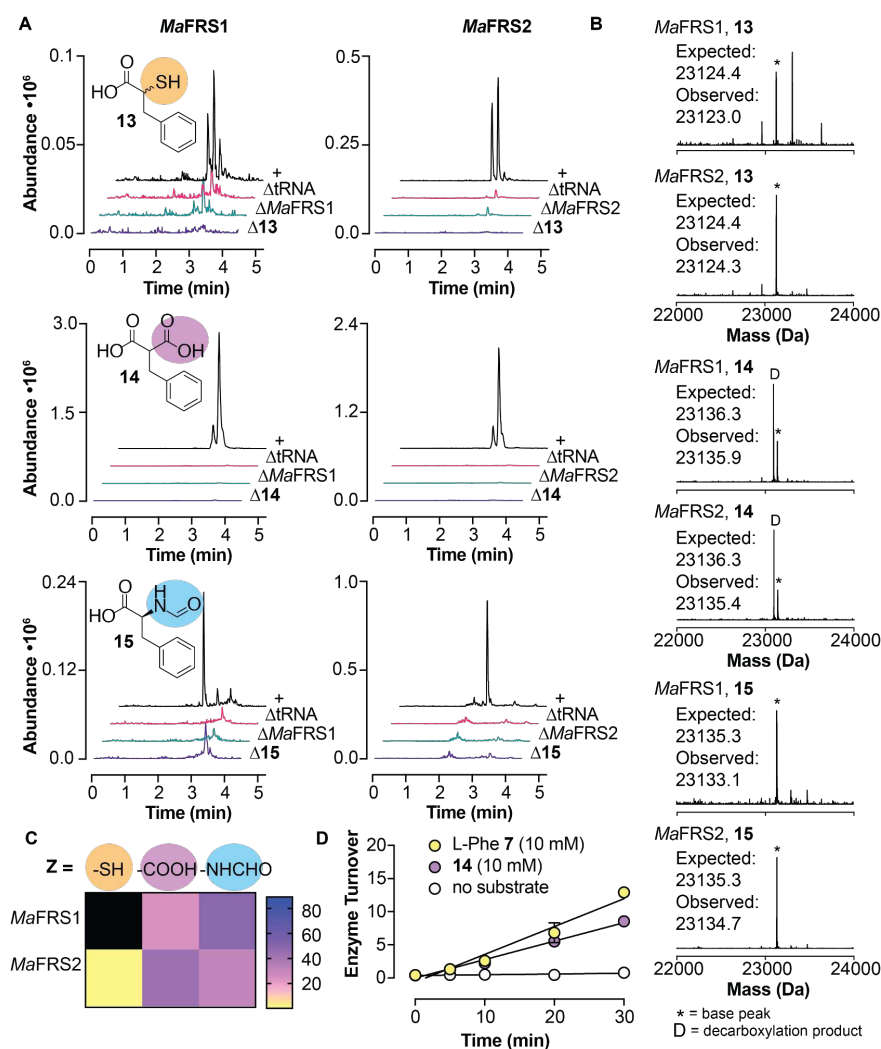 A
MaFRS1
MaFRS2
0.1
0.05
0.0
Abundance •10⁶
O
HO
SH
13
+
ΔtRNA
ΔMaFRS1
Δ13
0 1 2 3 4 5
Time (min)
0.5
0.25
0.0
+
ΔtRNA
ΔMaFRS2
Δ13
0 1 2 3 4 5
Time (min)
3.0
1.5
0.0
Abundance •10⁶
O O
HO OH
14
+
ΔtRNA
ΔMaFRS1
Δ14
0 1 2 3 4 5
Time (min)
2.4
1.2
0.0
+
ΔtRNA
ΔMaFRS2
Δ14
0 1 2 3 4 5
Time (min)
0.24
0.12
0.0
Abundance •10⁶
O H
HO N O
15
+
ΔtRNA
ΔMaFRS1
Δ15
0 1 2 3 4 5
Time (min)
1.0
0.5
0.0
+
ΔtRNA
ΔMaFRS2
Δ15
0 1 2 3 4 5
Time (min)
B
MaFRS1, 13
Expected:
23124.4
Observed:
23123.0
*
MaFRS2, 13
Expected:
23124.4
Observed:
23124.3
*
22000 23000 24000
Mass (Da)
MaFRS1, 14
Expected:
23136.3
Observed:
23135.9
D
*
MaFRS2, 14
Expected:
23136.3
Observed:
23135.4
D
*
22000 23000 24000
Mass (Da)
MaFRS1, 15
Expected:
23135.3
Observed:
23133.1
*
MaFRS2, 15
Expected:
23135.3
Observed:
23134.7
*
22000 23000 24000
Mass (Da)
* = base peak
D = decarboxylation product
C
Z = -SH -COOH -NHCHO
MaFRS1
MaFRS2
80
60
40
20
D
Enzyme Turnover
20
15
10
5
0
L-Phe 7 (10 mM)
14 (10 mM)
no substrate
0 10 20 30
Time (min)